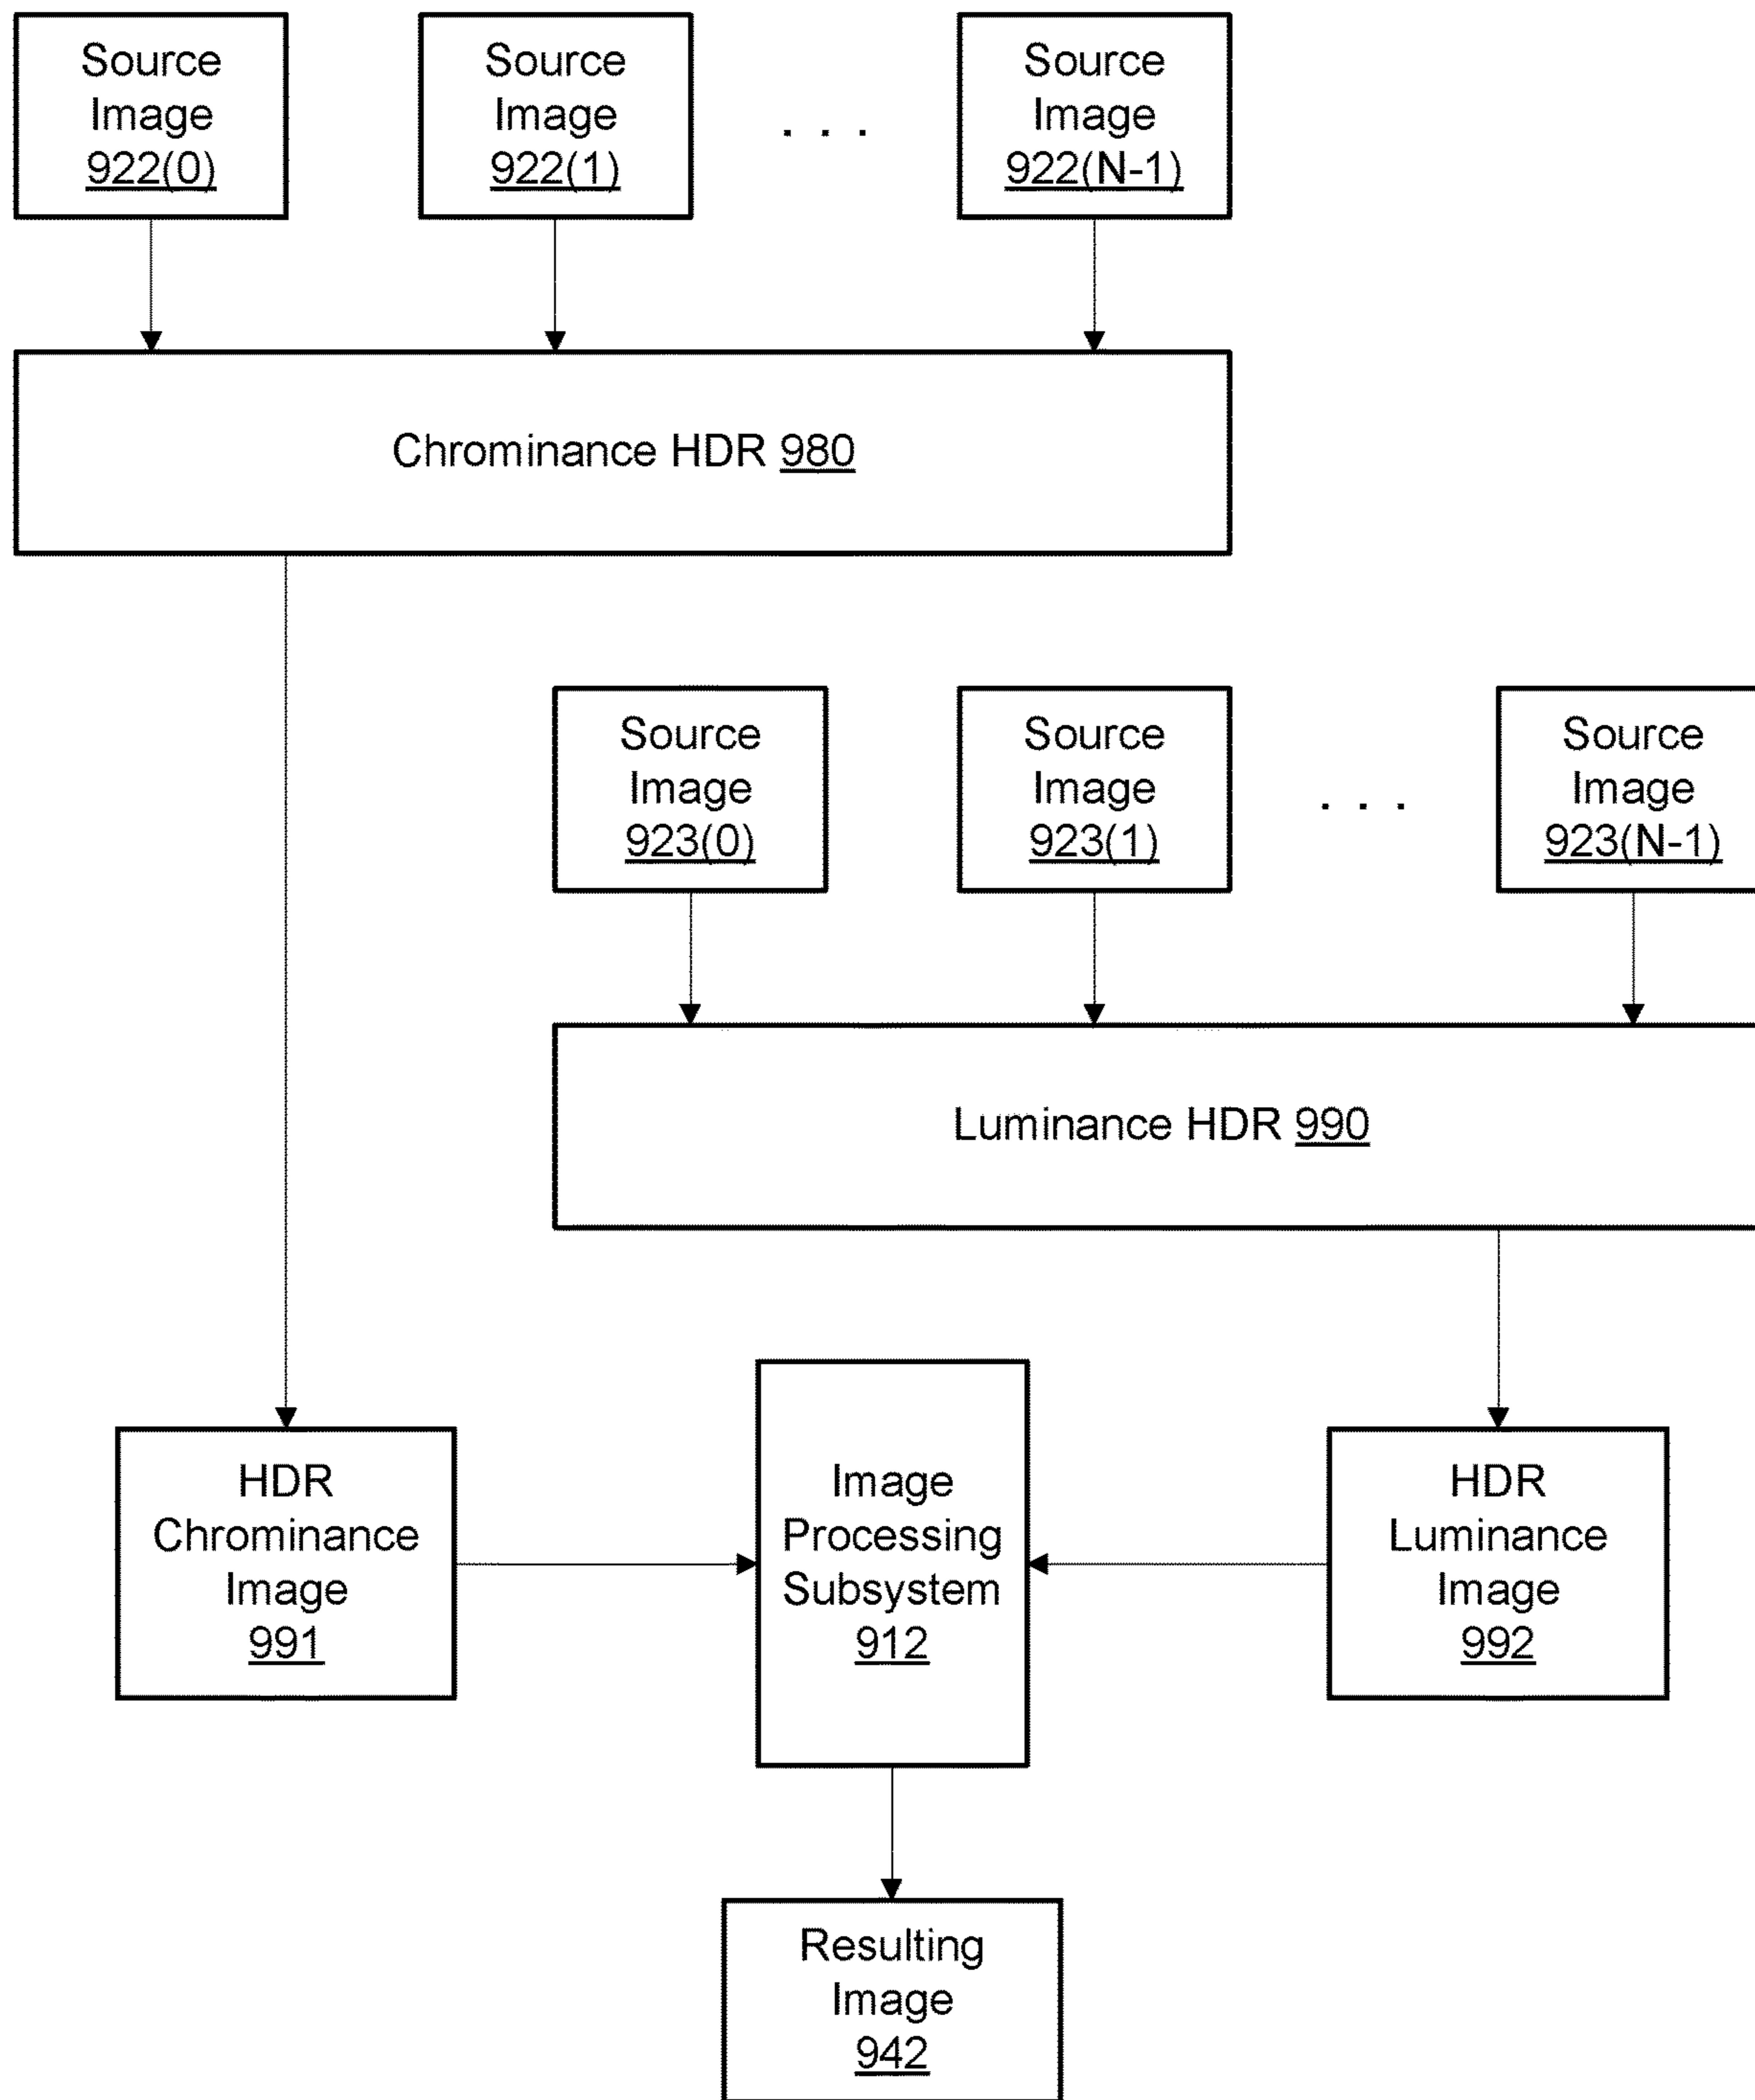 Source
Image
922(0)
Source
Image
922(1)
. . .
Source
Image
922(N-1)
Chrominance HDR 980
Source
Image
923(0)
Source
Image
923(1)
. . .
Source
Image
923(N-1)
Luminance HDR 990
HDR
Chrominance
Image
991
Image
Processing
Subsystem
912
HDR
Luminance
Image
992
Resulting
Image
942